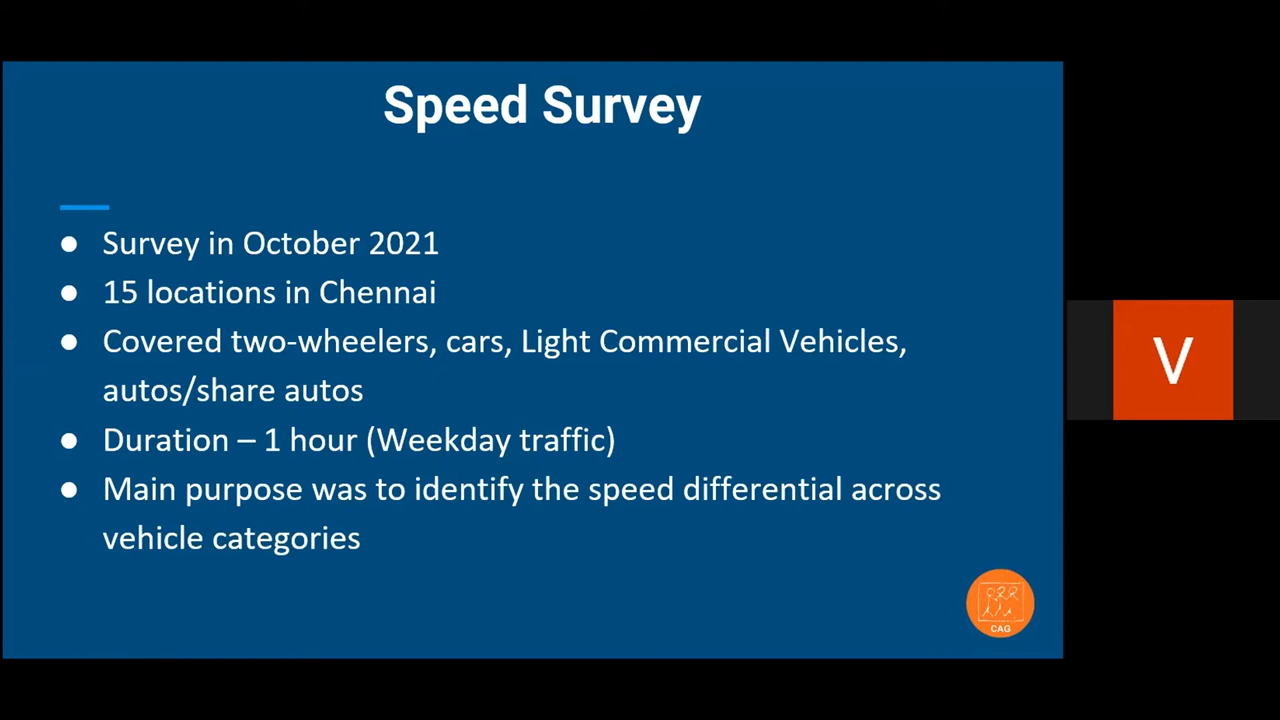 Speed Survey
● Survey in October 2021
● 15 locations in Chennai
● Covered two-wheelers, cars, Light Commercial Vehicles,
autos/share autos
● Duration – 1 hour (Weekday traffic)
● Main purpose was to identify the speed differential across
vehicle categories
V
CAG